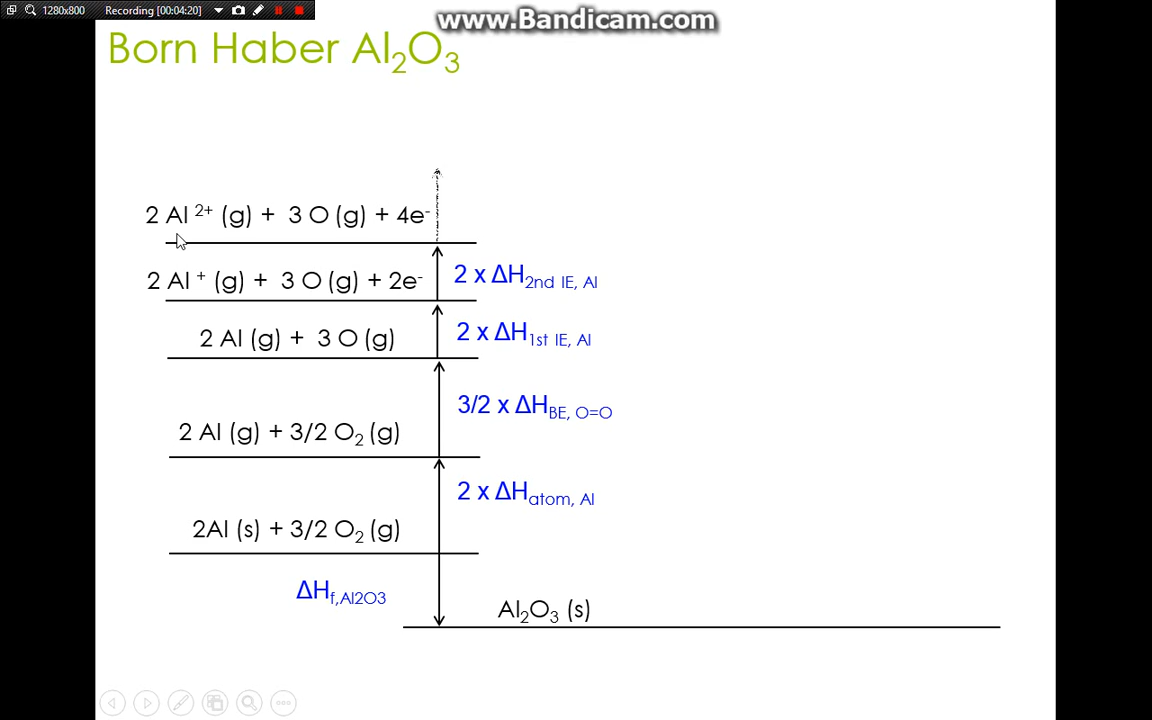 1280x800 Recording [00:04:20]
www.Bandicam.com
Born Haber Al₂O₃
2 Al ²⁺ (g) + 3 O (g) + 4e⁻
2 Al ⁺ (g) + 3 O (g) + 2e⁻ 2 x ΔH2nd IE, Al
2 Al (g) + 3 O (g) 2 x ΔH1st IE, Al
3/2 x ΔHBE, O=O
2 Al (g) + 3/2 O₂ (g)
2 x ΔHatom, Al
2Al (s) + 3/2 O₂ (g)
ΔHf,Al2O3
Al₂O₃ (s)